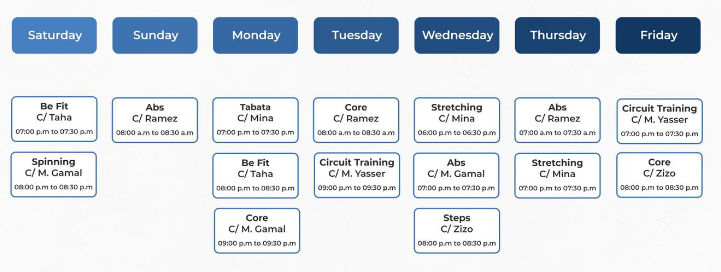 Saturday
Sunday
Monday
Tuesday
Wednesday
Thursday
Friday
Be Fit
C/ Taha
07:00 p.m to 07:30 p.m
Spinning
C/ M. Gamal
08:00 p.m to 08:30 p.m
Abs
C/ Ramez
08:00 a.m to 08:30 a.m
Tabata
C/ Mina
07:00 p.m to 07:30 p.m
Be Fit
C/ Taha
08:00 p.m to 08:30 p.m
Core
C/ M. Gamal
09:00 p.m to 09:30 p.m
Core
C/ Ramez
08:00 a.m to 08:30 a.m
Circuit Training
C/ M. Yasser
09:00 p.m to 09:30 p.m
Stretching
C/ Mina
06:00 p.m to 06:30 p.m
Abs
C/ M. Gamal
07:00 p.m to 07:30 p.m
Steps
C/ Zizo
08:00 p.m to 08:30 p.m
Abs
C/ Ramez
07:00 a.m to 07:30 a.m
Stretching
C/ Mina
07:00 p.m to 07:30 p.m
Circuit Training
C/ M. Yasser
07:00 p.m to 07:30 p.m
Core
C/ Zizo
08:00 p.m to 08:30 p.m